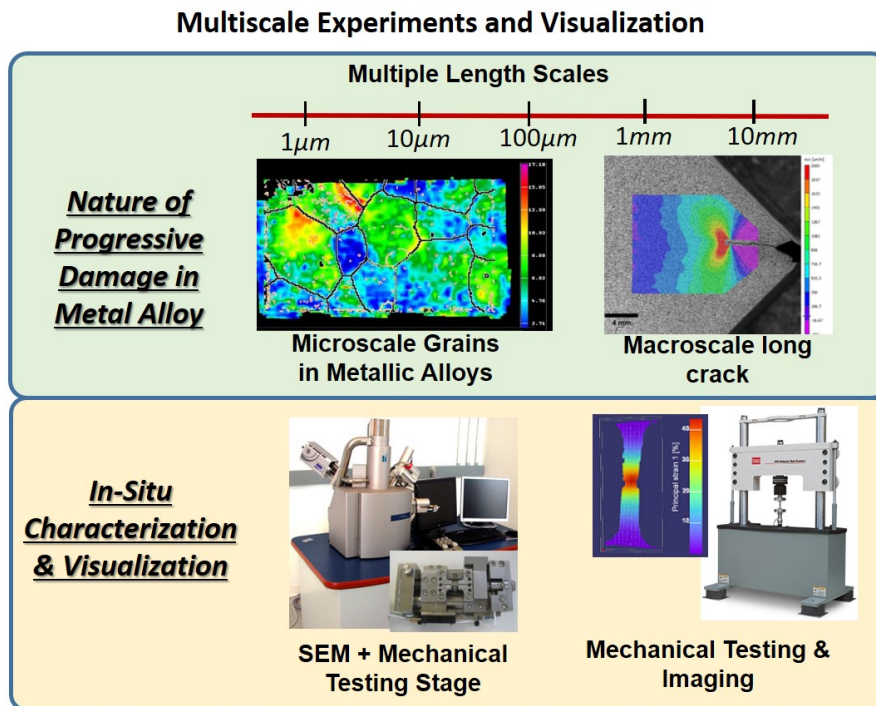 Multiscale Experiments and Visualization
Multiple Length Scales
1μm 10μm 100μm 1mm 10mm
Nature of
Progressive
Damage in
Metal Alloy
17.10
4 mm
Microscale Grains
in Metallic Alloys
Macroscale long
crack
In-Situ
Characterization
& Visualization
Principal strain 1 [%]
SEM + Mechanical
Testing Stage
Mechanical Testing &
Imaging